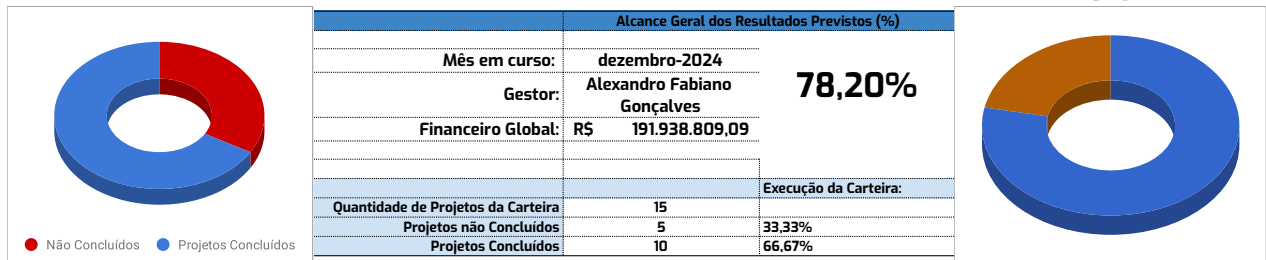 Alcance Geral dos Resultados Previstos (%)
Mês em curso: dezembro-2024
78,20%
Gestor: Alexandro Fabiano
Gonçalves
Financeiro Global: R$ 191.938.809,09
Execução da Carteira:
Quantidade de Projetos da Carteira 15
Projetos não Concluídos 5 33,33%
Projetos Concluídos 10 66,67%
Não Concluídos Projetos Concluídos